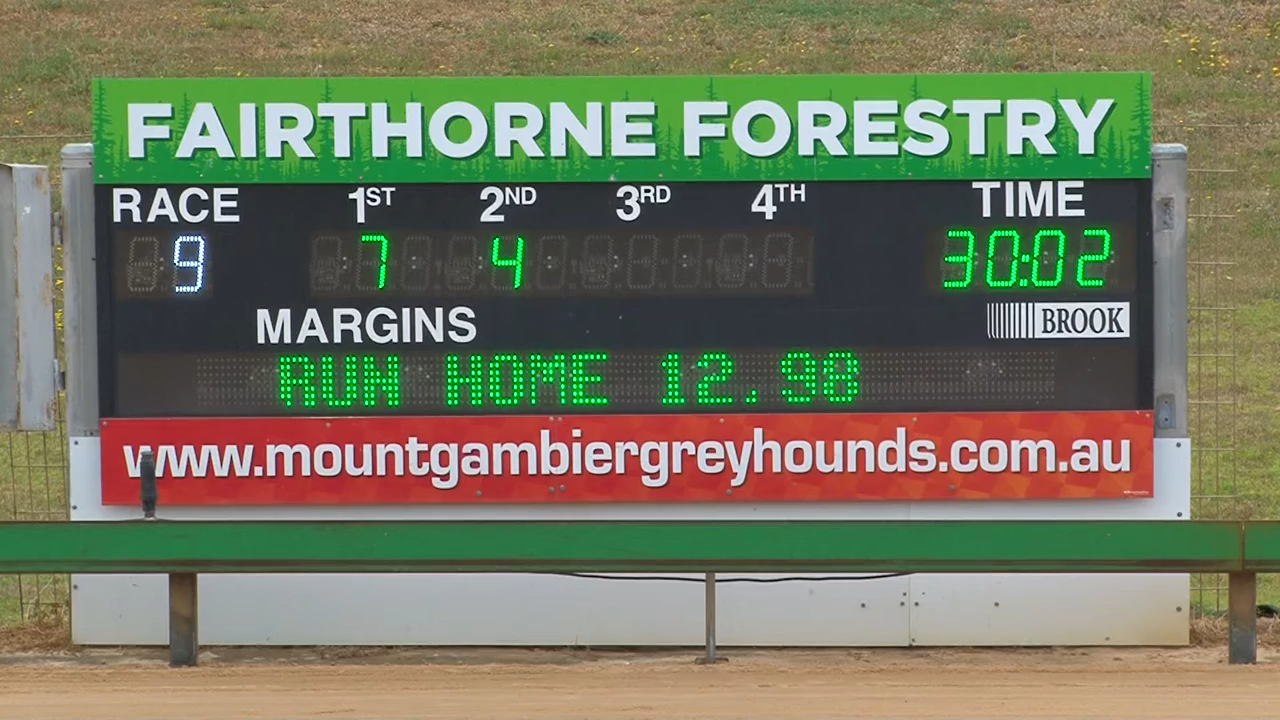 FAIRTHORNE FORESTRY
RACE 1ST 2ND 3RD 4TH TIME
9 7 4 30:02
MARGINS BROOK
RUN HOME 12.98
www.mountgambiergreyhounds.com.au